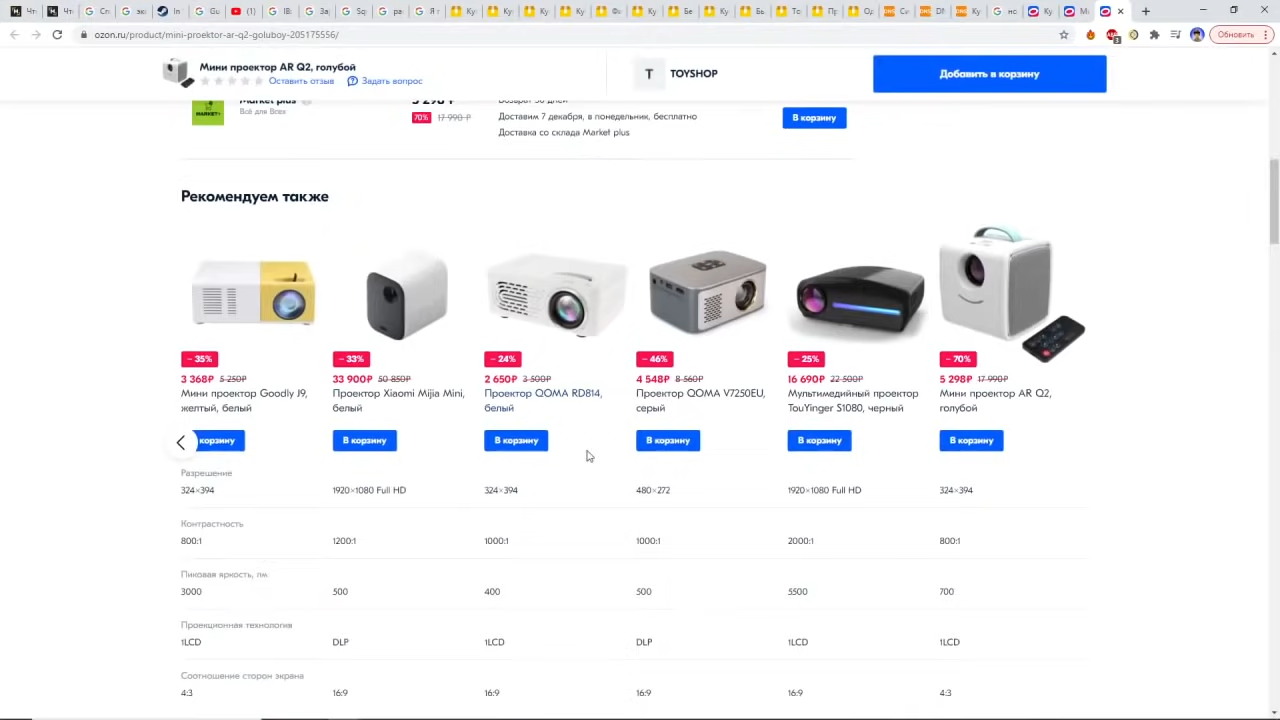 ozon.ru/product/mini-proektor-ar-q2-goluboy-205175556/
Обновить
Мини проектор AR Q2, голубой
Оставить отзыв
Задать вопрос
T
TOYSHOP
Добавить в корзину
Market plus
Всё для Всех
MARKET+
5 298 ₽
70% 17 990 ₽
Возврат 30 дней
Доставим 7 декабря, в понедельник, бесплатно
Доставка со склада Market plus
В корзину
Рекомендуем также
− 35%
3 368₽ 5 250₽
Мини проектор Goodly J9,
желтый, белый
корзину
− 33%
33 900₽ 50 850₽
Проектор Xiaomi Mijia Mini,
белый
В корзину
− 24%
2 650₽ 3 500₽
Проектор QOMA RD814,
белый
В корзину
− 46%
4 548₽ 8 560₽
Проектор QOMA V7250EU,
серый
В корзину
− 25%
16 690₽ 22 500₽
Мультимедийный проектор
TouYinger S1080, черный
В корзину
− 70%
5 298₽ 17 990₽
Мини проектор AR Q2,
голубой
В корзину
Разрешение
324×394 1920×1080 Full HD 324×394 480×272 1920×1080 Full HD 324×394
Контрастность
800:1 1200:1 1000:1 1000:1 2000:1 800:1
Пиковая яркость, лм
3000 500 400 500 5500 700
Проекционная технология
1LCD DLP 1LCD DLP 1LCD 1LCD
Соотношение сторон экрана
4:3 16:9 16:9 16:9 16:9 4:3